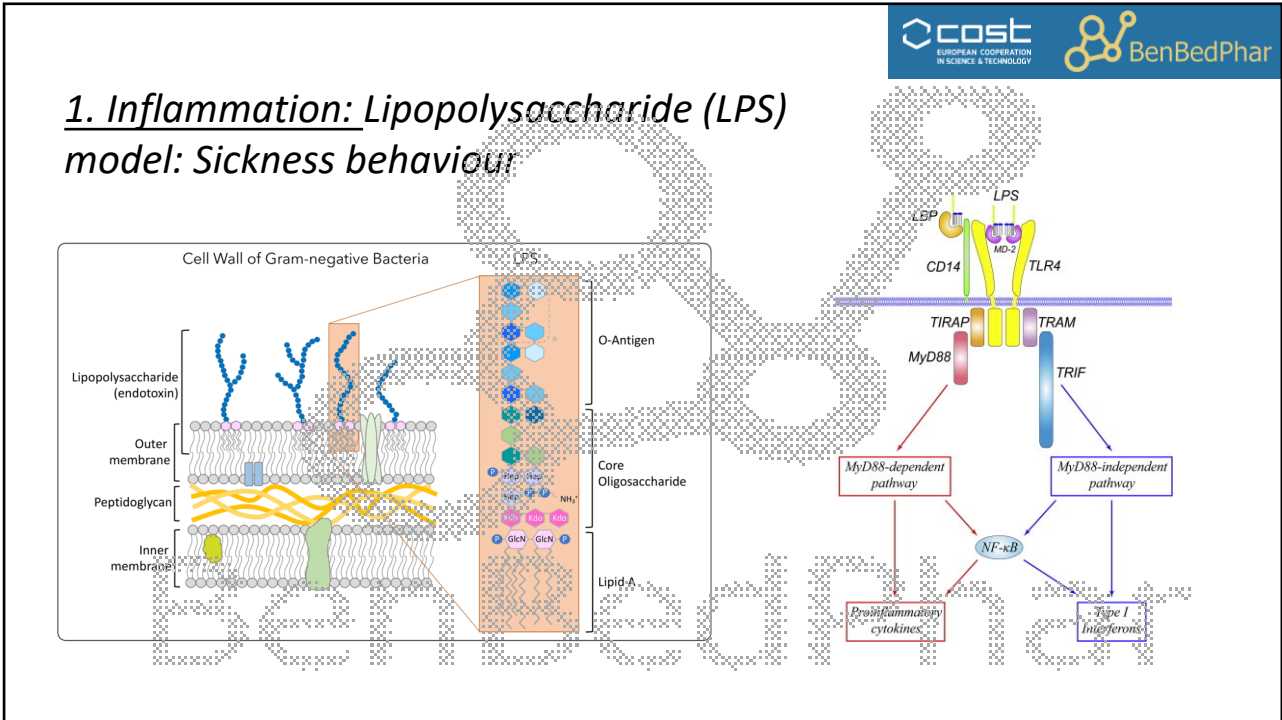 COST
EUROPEAN COOPERATION
IN SCIENCE & TECHNOLOGY
BenBedPhar
1. Inflammation: Lipopolysaccharide (LPS)
model: Sickness behaviour
Cell Wall of Gram-negative Bacteria
LPS
Lipopolysaccharide
(endotoxin)
Outer
membrane
Peptidoglycan
Inner
membrane
n
O-Antigen
Core
Oligosaccharide
Lipid A
P
Hep
Hep
Hep
P
P
NH₃⁺
Kdo
Kdo
Kdo
P
GlcN
GlcN
P
LPS
LBP
MD-2
CD14
TLR4
TIRAP
TRAM
MyD88
TRIF
MyD88-dependent
pathway
MyD88-independent
pathway
NF-κB
Proinflammatory
cytokines
Type I
Interferons
BenBedPhar